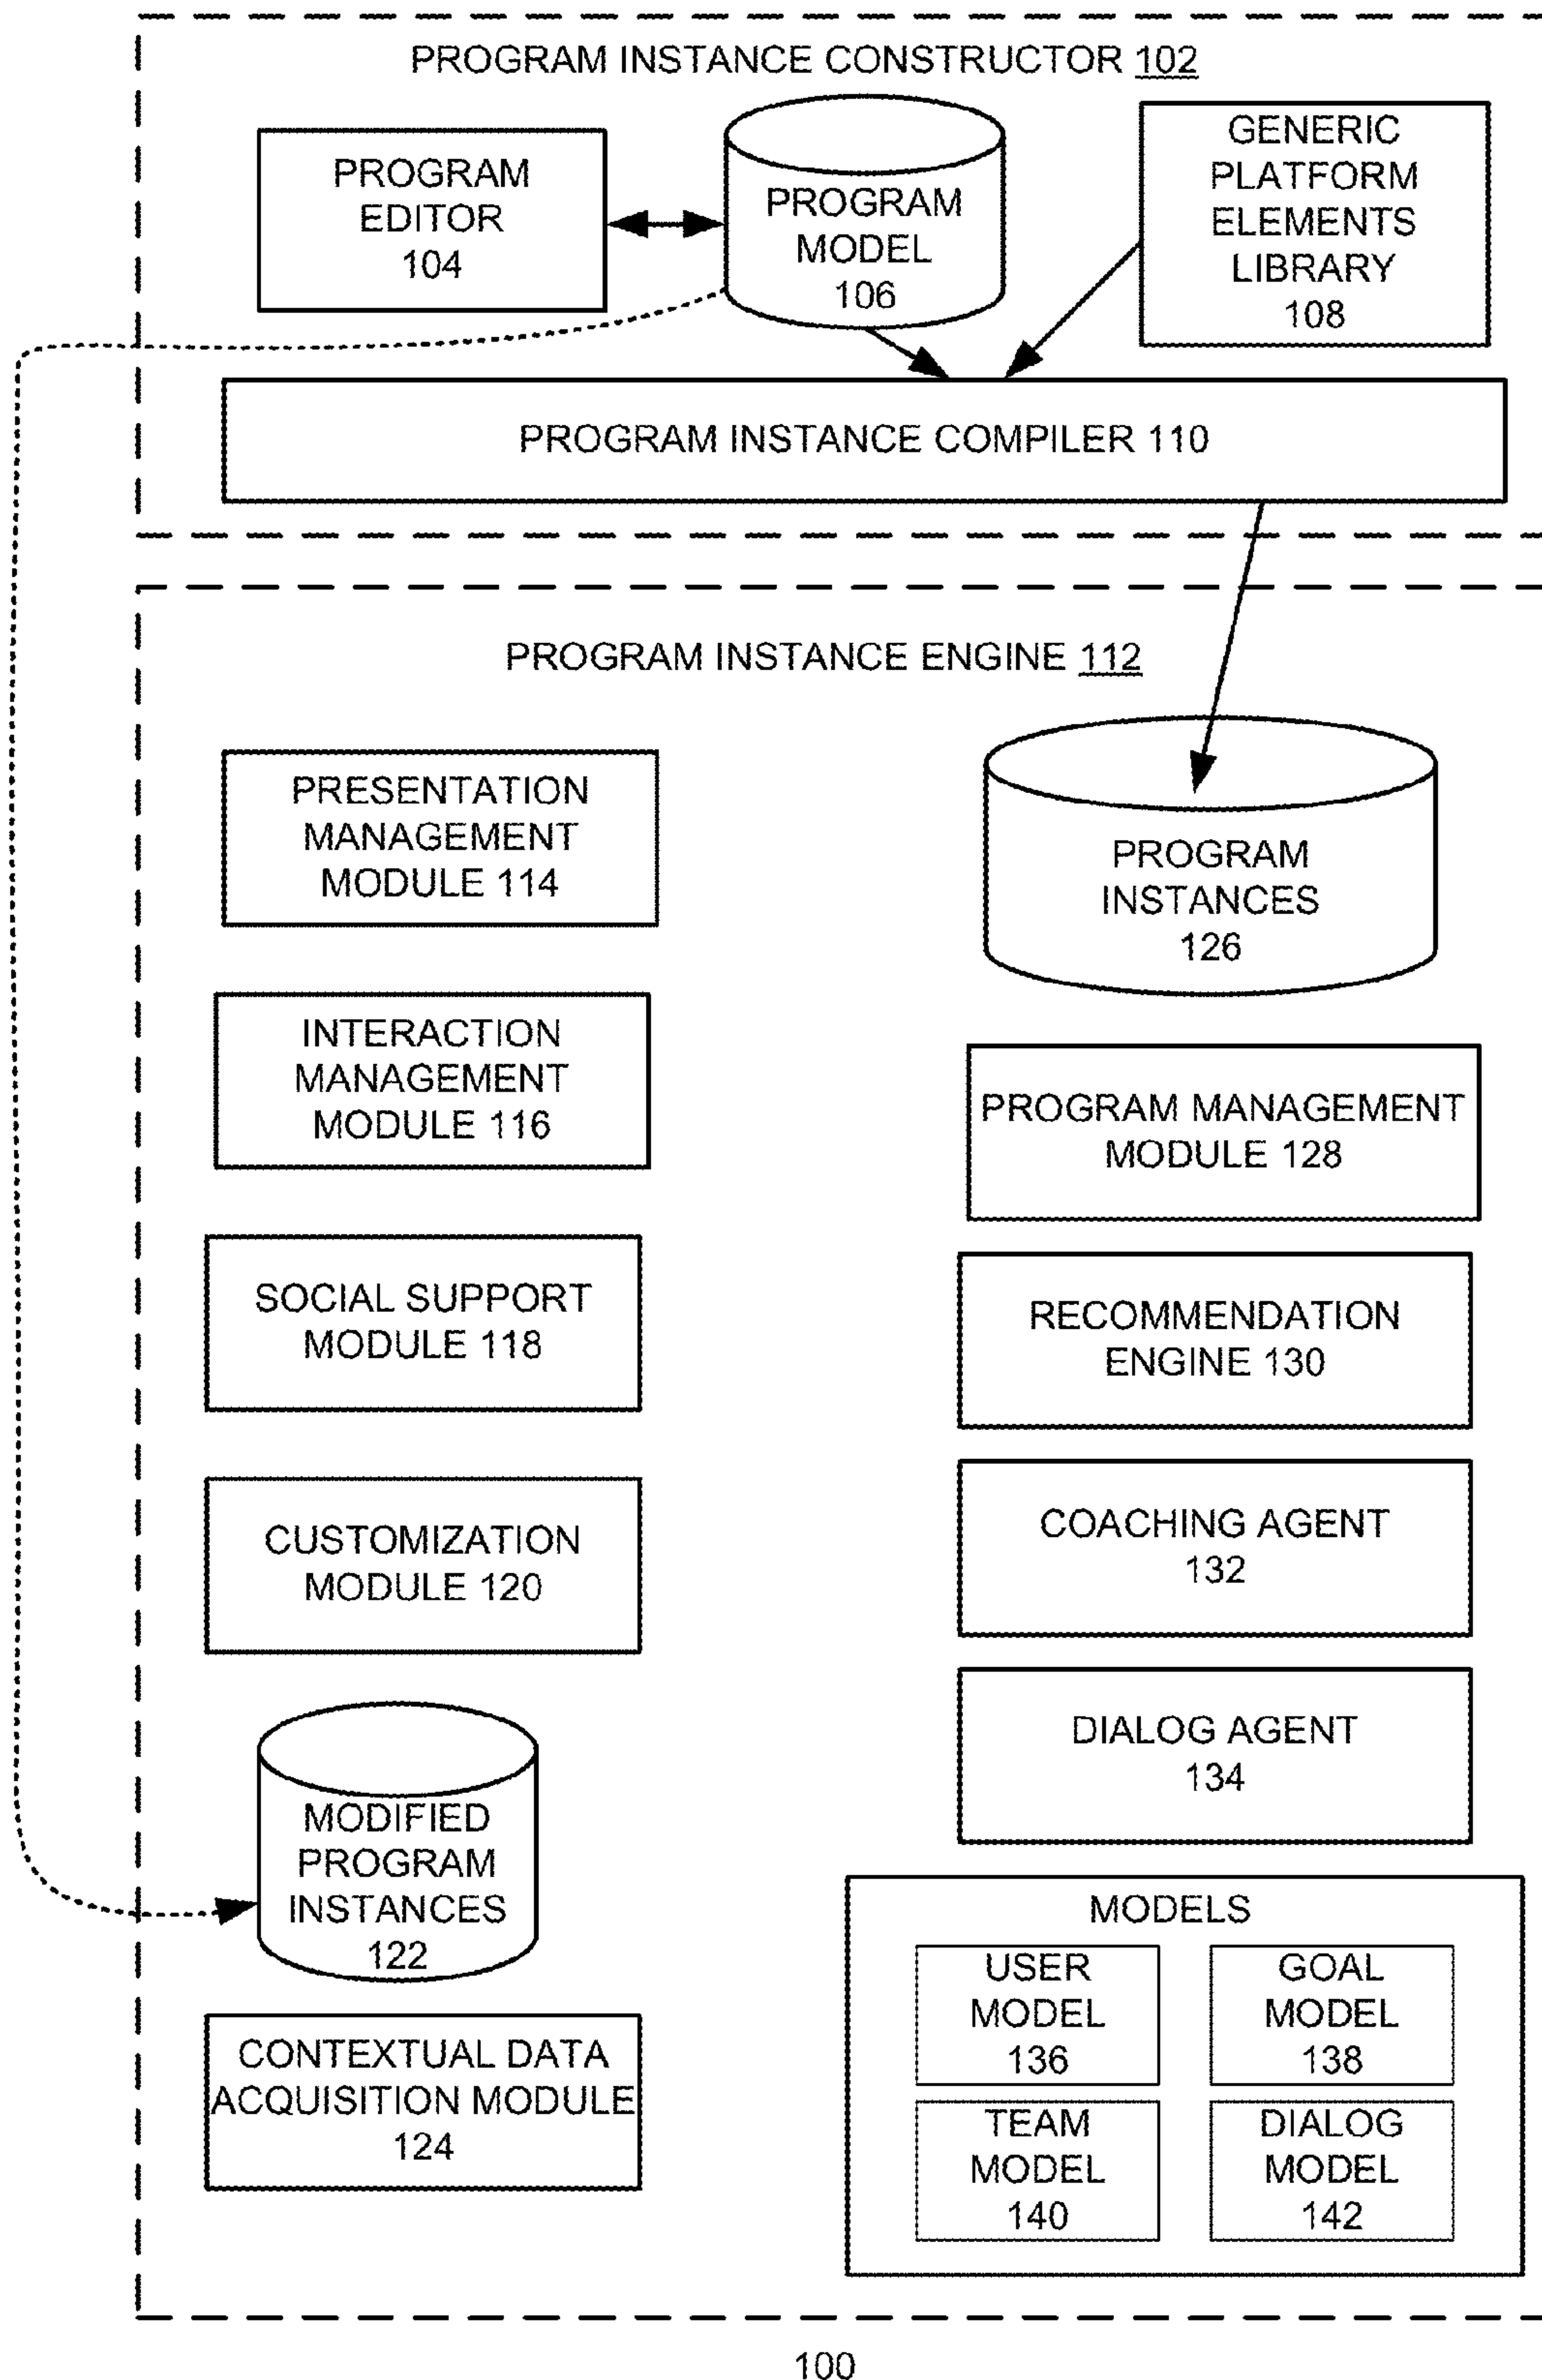 PROGRAM INSTANCE CONSTRUCTOR 102
PROGRAM
EDITOR
104
PROGRAM
MODEL
106
GENERIC
PLATFORM
ELEMENTS
LIBRARY
108
PROGRAM INSTANCE COMPILER 110
PROGRAM INSTANCE ENGINE 112
PRESENTATION
MANAGEMENT
MODULE 114
INTERACTION
MANAGEMENT
MODULE 116
SOCIAL SUPPORT
MODULE 118
CUSTOMIZATION
MODULE 120
MODIFIED
PROGRAM
INSTANCES
122
CONTEXTUAL DATA
ACQUISITION MODULE
124
PROGRAM
INSTANCES
126
PROGRAM MANAGEMENT
MODULE 128
RECOMMENDATION
ENGINE 130
COACHING AGENT
132
DIALOG AGENT
134
MODELS
USER
MODEL
136
GOAL
MODEL
138
TEAM
MODEL
140
DIALOG
MODEL
142
100